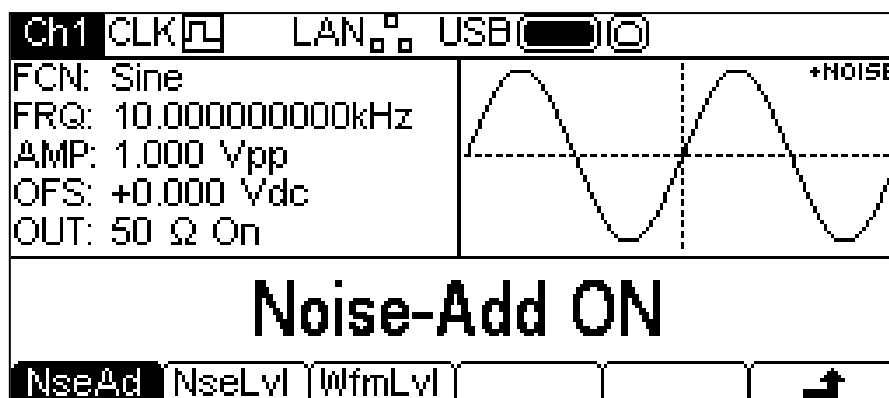 Ch1 CLK LAN USB
FCN: Sine
FRQ: 10.000000000kHz
AMP: 1.000 Vpp
OFS: +0.000 Vdc
OUT: 50 Ω On
+NOISE
Noise-Add ON
NseAd NseLvl WfmLvl